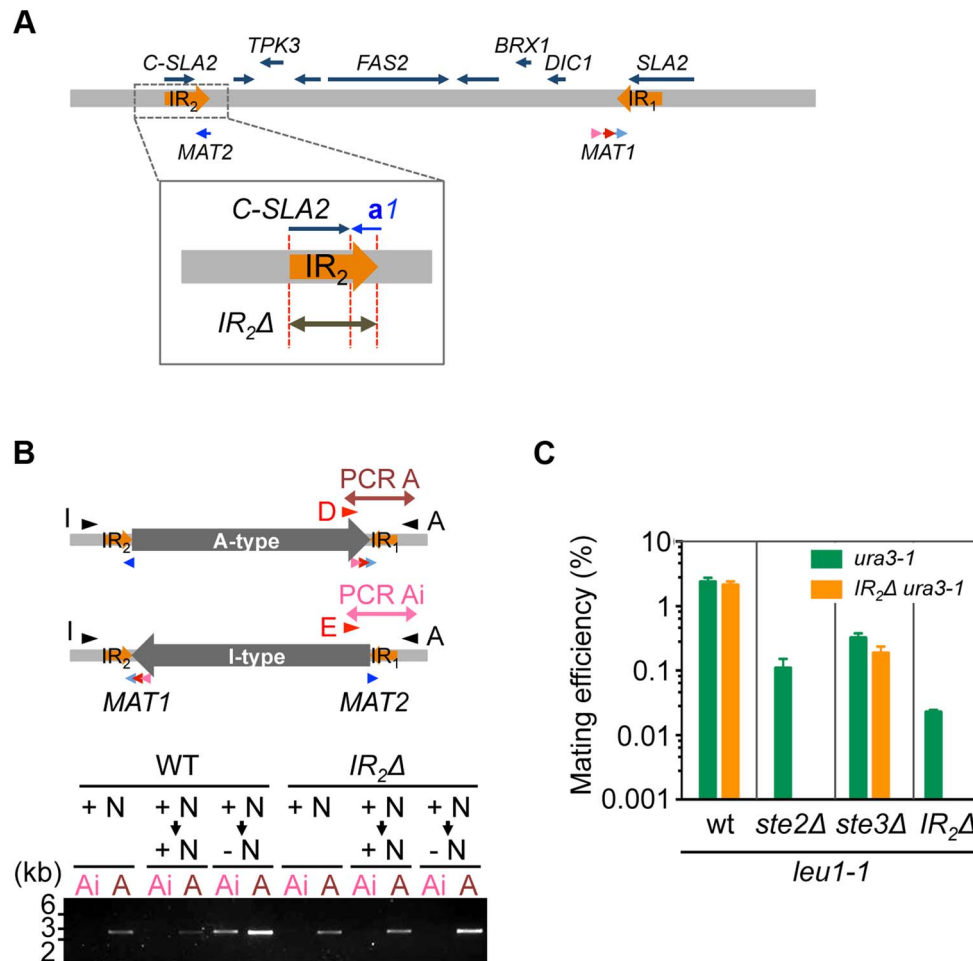 A
TPK3 BRX1
C-SLA2 FAS2 DIC1 SLA2
IR₂ IR₁
MAT2 MAT1
C-SLA2 a1
IR₂
IR₂Δ
B
PCR A
D
I A
IR₂ A-type IR₁
PCR Ai
E
I A
IR₂ I-type IR₁
MAT1 MAT2
WT IR₂Δ
+ N + N + N + N + N + N
+ N - N + N - N
(kb) Ai A Ai A Ai A Ai A Ai A Ai A
6
3
2
C
Mating efficiency (%)
10
1
0.1
0.01
0.001
ura3-1
IR₂Δ ura3-1
wt ste2Δ ste3Δ IR₂Δ
leu1-1